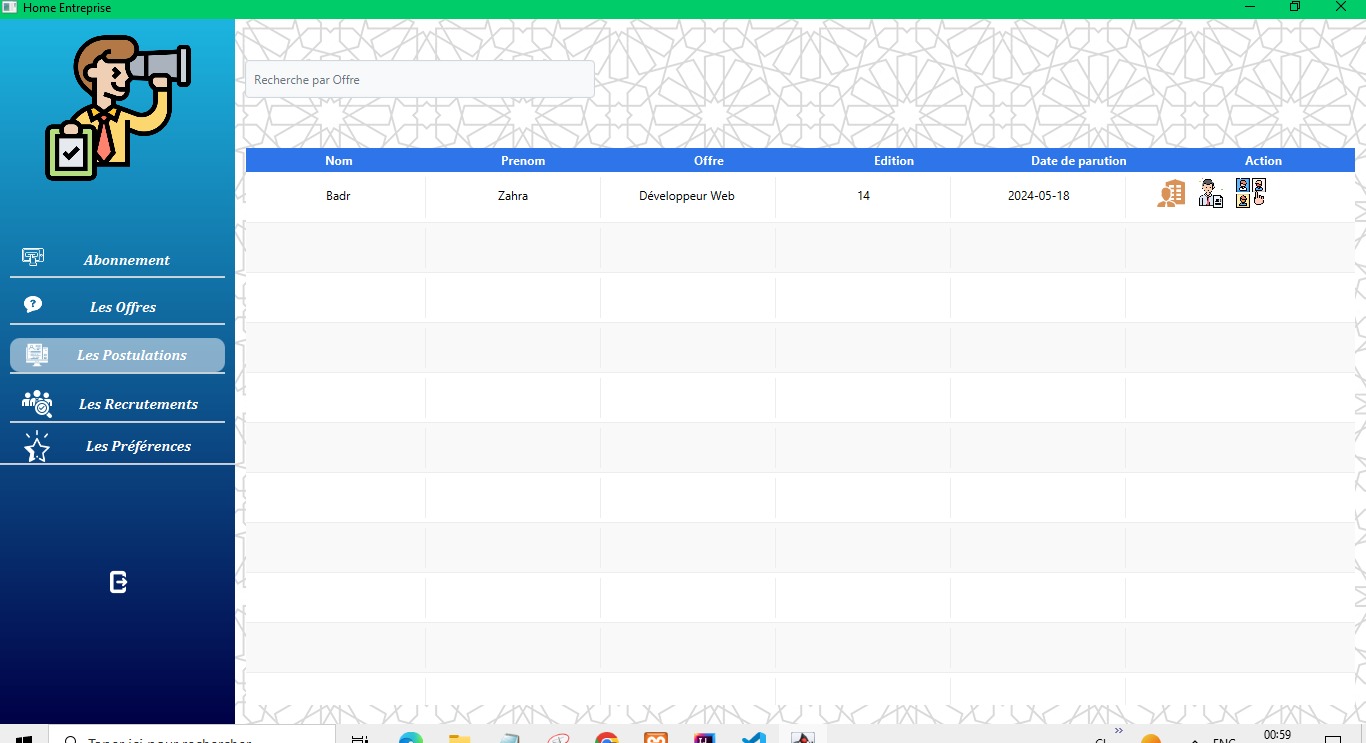 Home Entreprise
Recherche par Offre
Nom Prenom Offre Edition Date de parution Action
Badr Zahra Développeur Web 14 2024-05-18
Abonnement
Les Offres
Les Postulations
Les Recrutements
Les Préférences
Taper ici pour rechercher
ENG
00:59